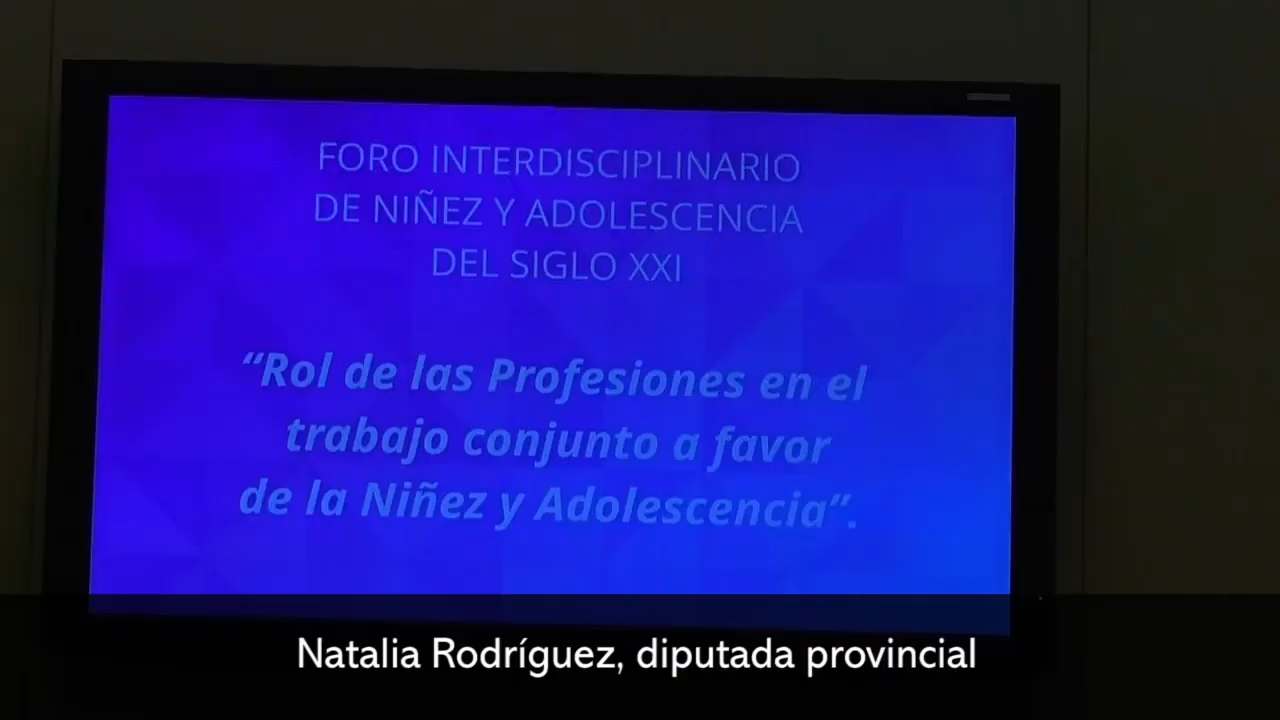 FORO INTERDISCIPLINARIO
DE NIÑEZ Y ADOLESCENCIA
DEL SIGLO XXI
“Rol de las Profesiones en el
trabajo conjunto a favor
de la Niñez y Adolescencia”.
Natalia Rodríguez, diputada provincial